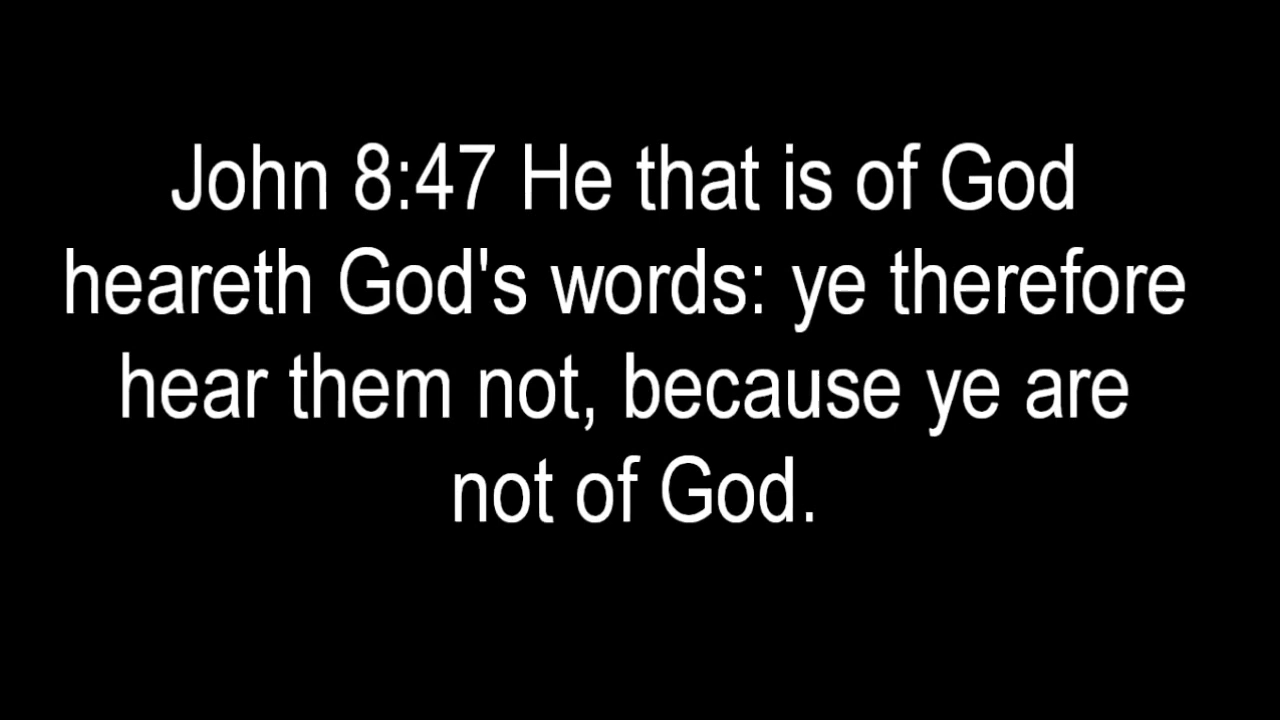 John 8:47 He that is of God
heareth God's words: ye therefore
hear them not, because ye are
not of God.